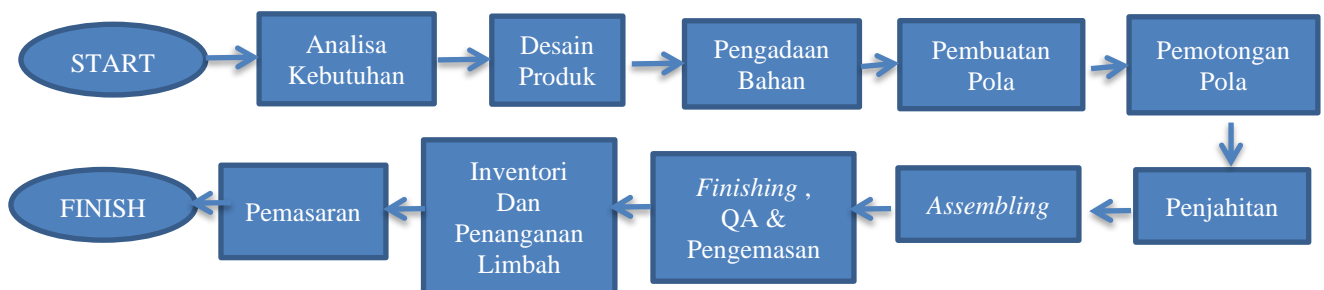 START
Analisa
Kebutuhan
Desain
Produk
Pengadaan
Bahan
Pembuatan
Pola
Pemotongan
Pola
Penjahitan
Assembling
Finishing ,
QA &
Pengemasan
Inventori
Dan
Penanganan
Limbah
Pemasaran
FINISH